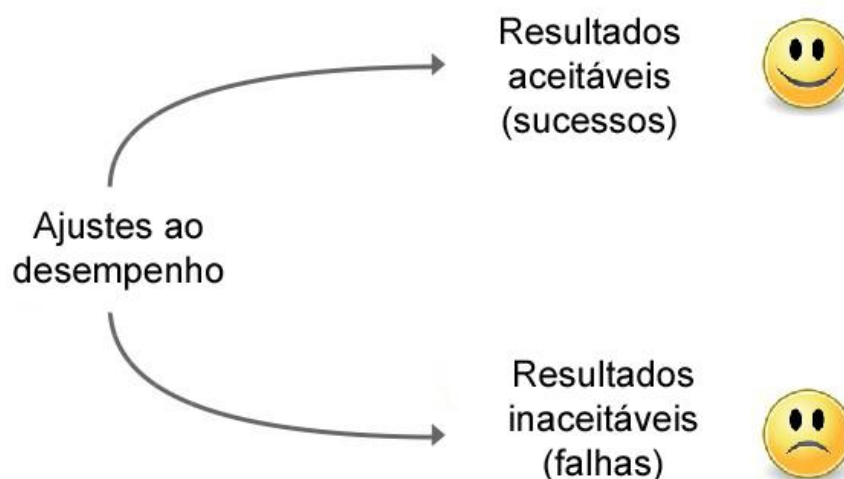 Resultados
aceitáveis
(sucessos)
Ajustes ao
desempenho
Resultados
inaceitáveis
(falhas)